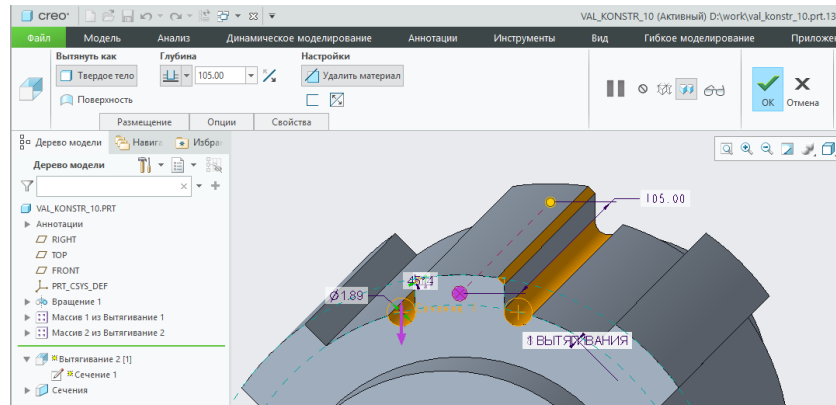 creo
VAL_KONSTR_10 (Активный) D:\work\val_konstr_10.prt.13
Файл Модель Анализ Динамическое моделирование Аннотации Инструменты Вид Гибкое моделирование Приложе
Вытянуть как Глубина Настройки
Твердое тело 105.00 Удалить материал
Поверхность
OK Отмена
Размещение Опции Свойства
Дерево модели Навига Избра
Дерево модели
VAL_KONSTR_10.PRT
Аннотации
RIGHT
TOP
FRONT
PRT_CSYS_DEF
Вращение 1
Массив 1 из Вытягивание 1
Массив 2 из Вытягивание 2
Вытягивание 2 [1]
Сечение 1
Сечения
105.00
Ø1.89
1 ВЫТЯГИВАНИЯ